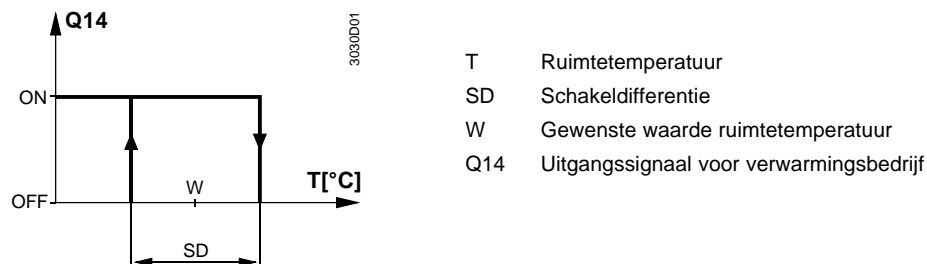 Q14
3030D01
ON
OFF
W
T[°C]
SD
T Ruimtetemperatuur
SD Schakeldifferentie
W Gewenste waarde ruimtetemperatuur
Q14 Uitgangssignaal voor verwarmingsbedrijf